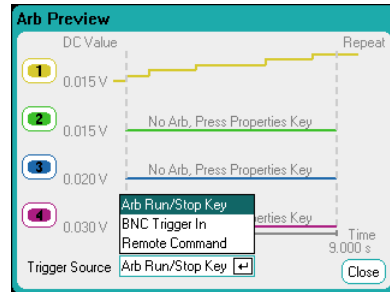 Arb Preview
DC Value
Repeat
1
0.015 V
2
0.015 V
No Arb, Press Properties Key
3
0.020 V
No Arb, Press Properties Key
4
0.030 V
perties Key
Arb Run/Stop Key
BNC Trigger In
Remote Command
Time
9.000 s
Trigger Source
Arb Run/Stop Key
Close